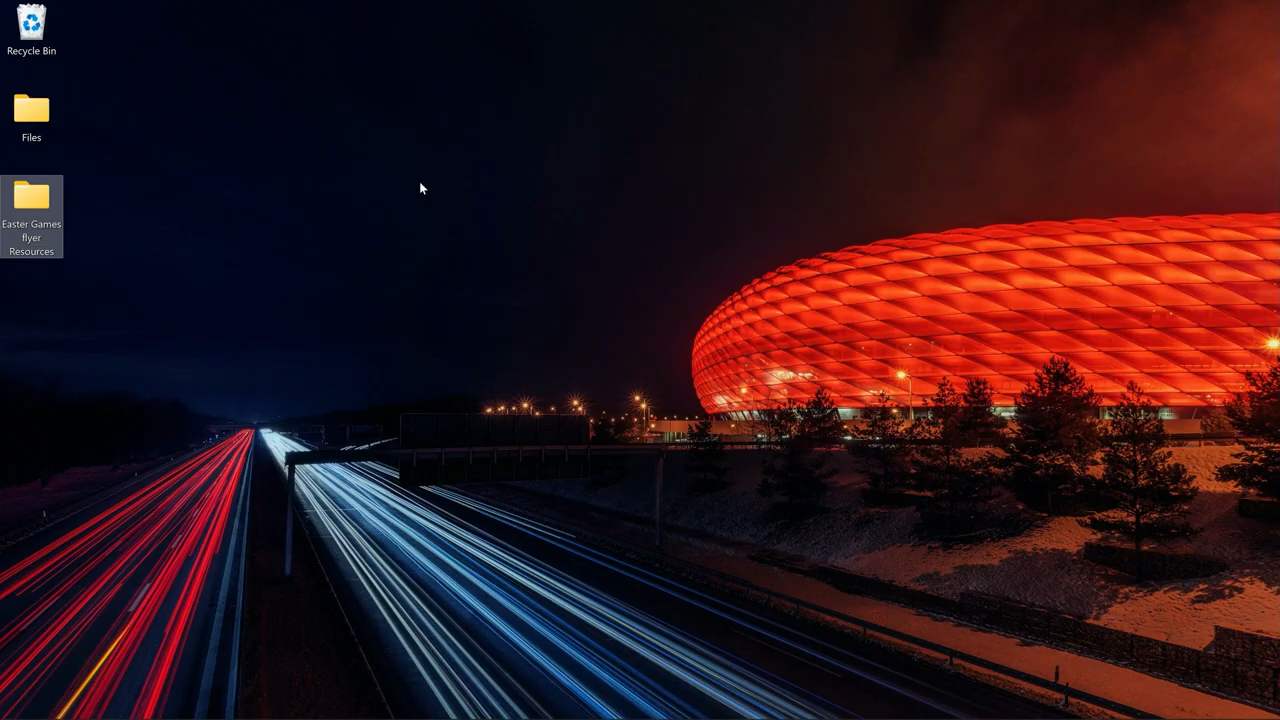 Recycle Bin
Files
Easter Games
flyer
Resources